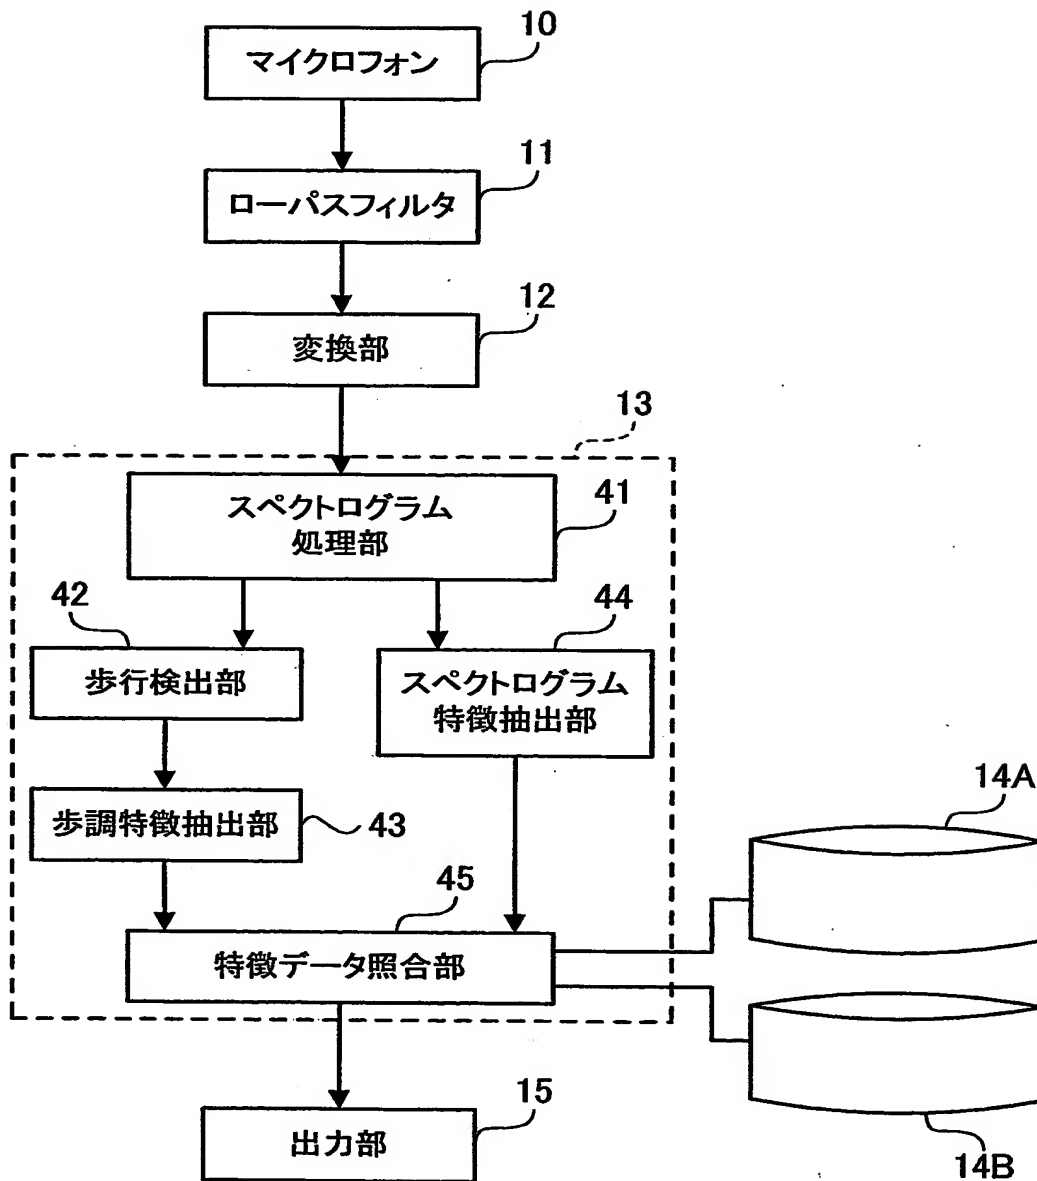 10
マイクロフォン
11
ローパスフィルタ
12
変換部
13
スペクトログラム
処理部
41
42
44
歩行検出部
スペクトログラム
特徴抽出部
歩調特徴抽出部
43
14A
45
特徴データ照合部
15
出力部
14B